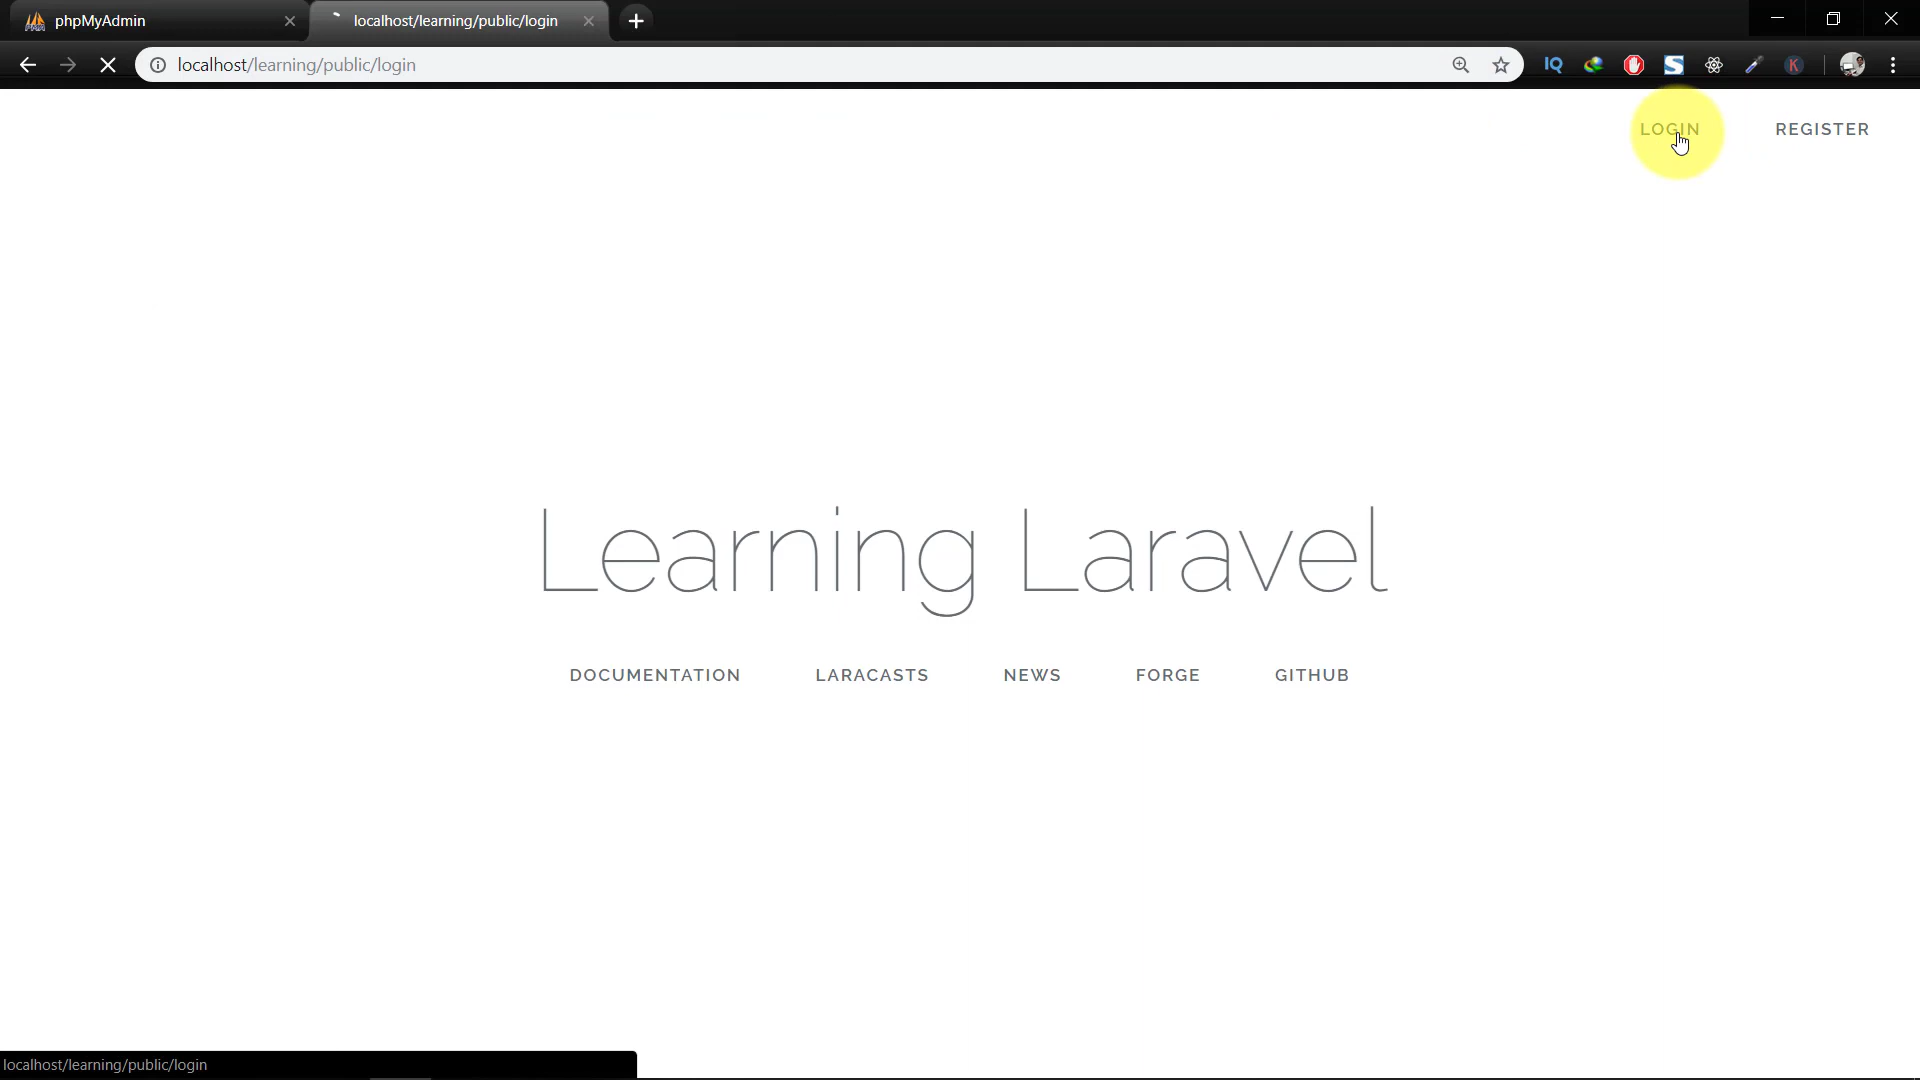 phpMyAdmin
localhost/learning/public/login
localhost/learning/public/login
IQ
S
K
LOGIN
REGISTER
Learning Laravel
DOCUMENTATION
LARACASTS
NEWS
FORGE
GITHUB
localhost/learning/public/login